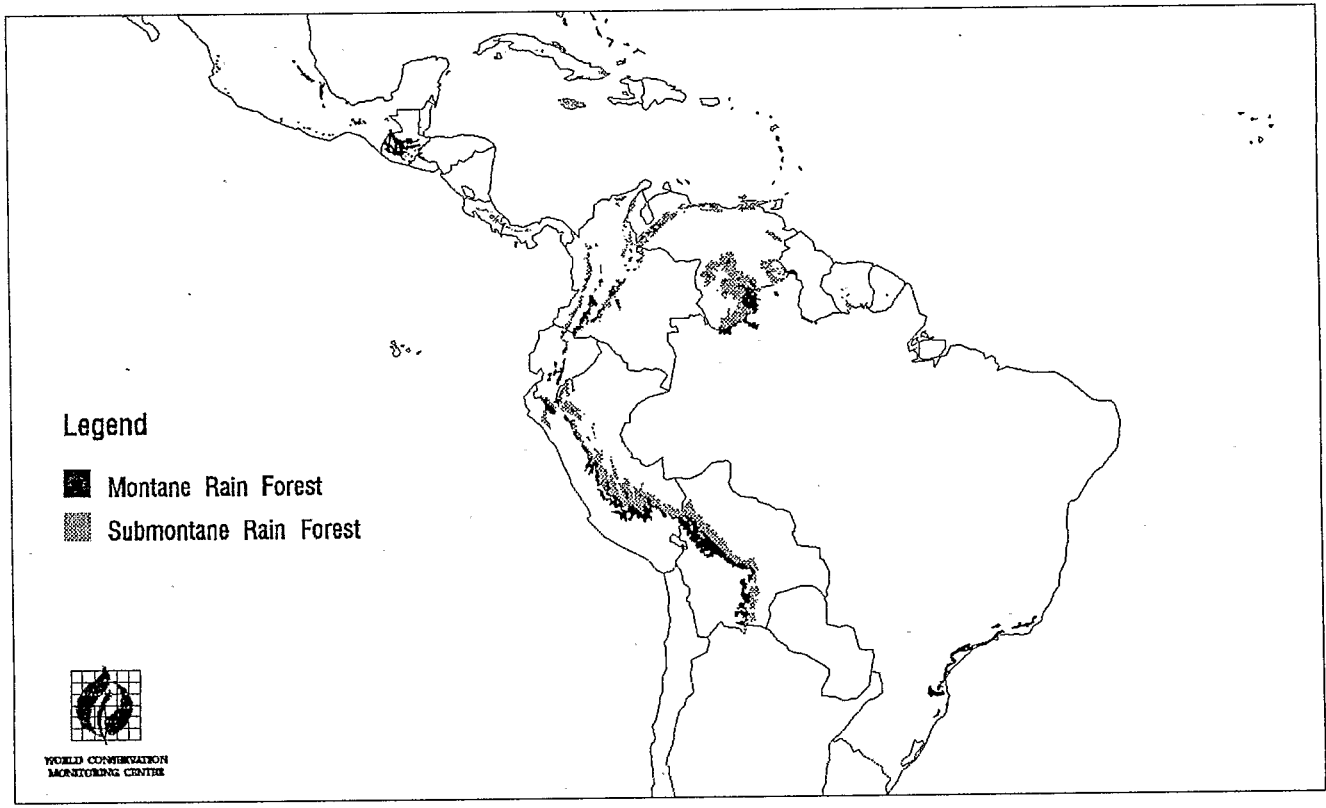 Legend
Montane Rain Forest
Submontane Rain Forest
WORLD CONSERVATION
MONITORING CENTRE